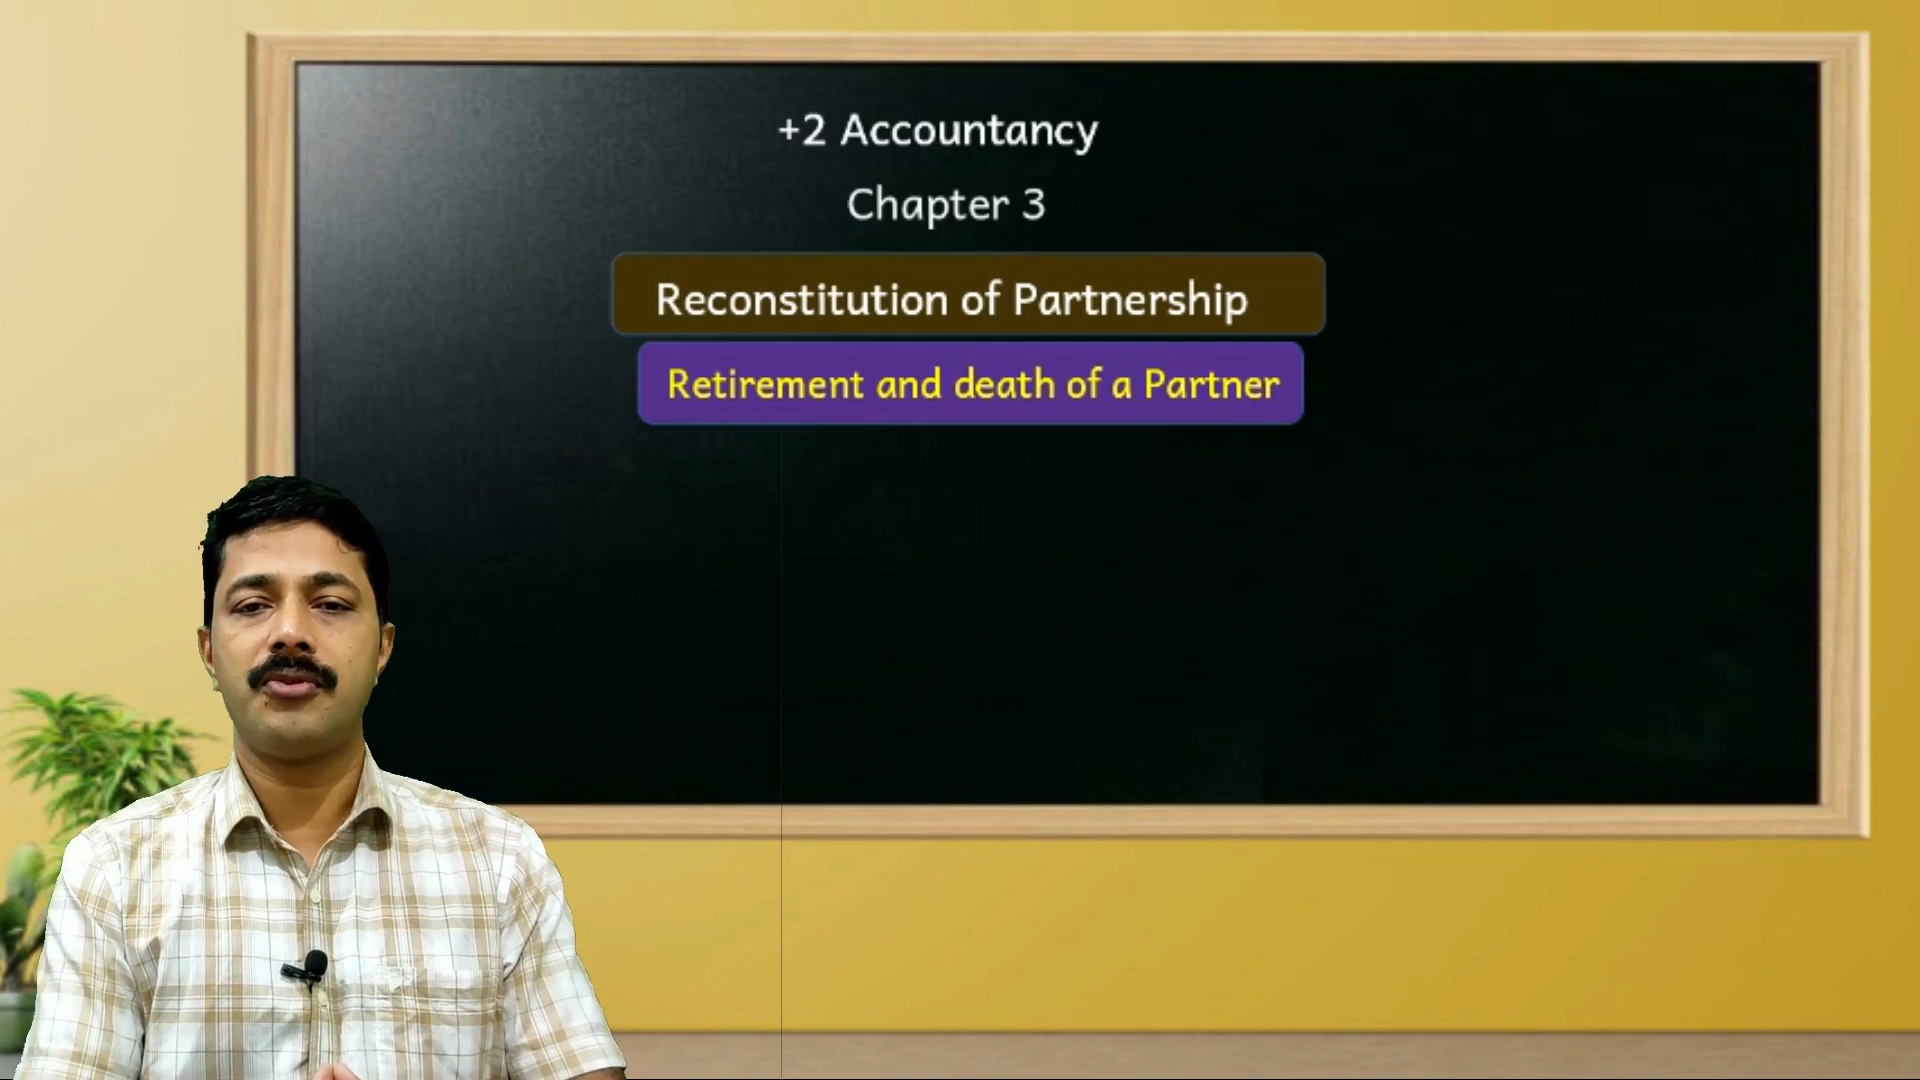 +2 Accountancy
Chapter 3
Reconstitution of Partnership
Retirement and death of a Partner